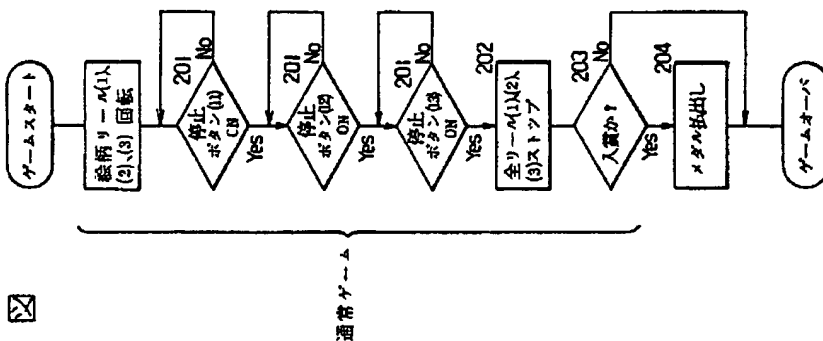 図
通常ゲーム
ゲームスタート
絵柄リール(1)、
(2)、(3)回転
201
停止
ボタン(11)
ON
No
Yes
201
停止
ボタン(12)
ON
No
Yes
201
停止
ボタン(13)
ON
No
Yes
202
全リール(1)、(2)、
(3)ストップ
203
入賞か?
No
Yes
204
メダル払出し
ゲームオーバ